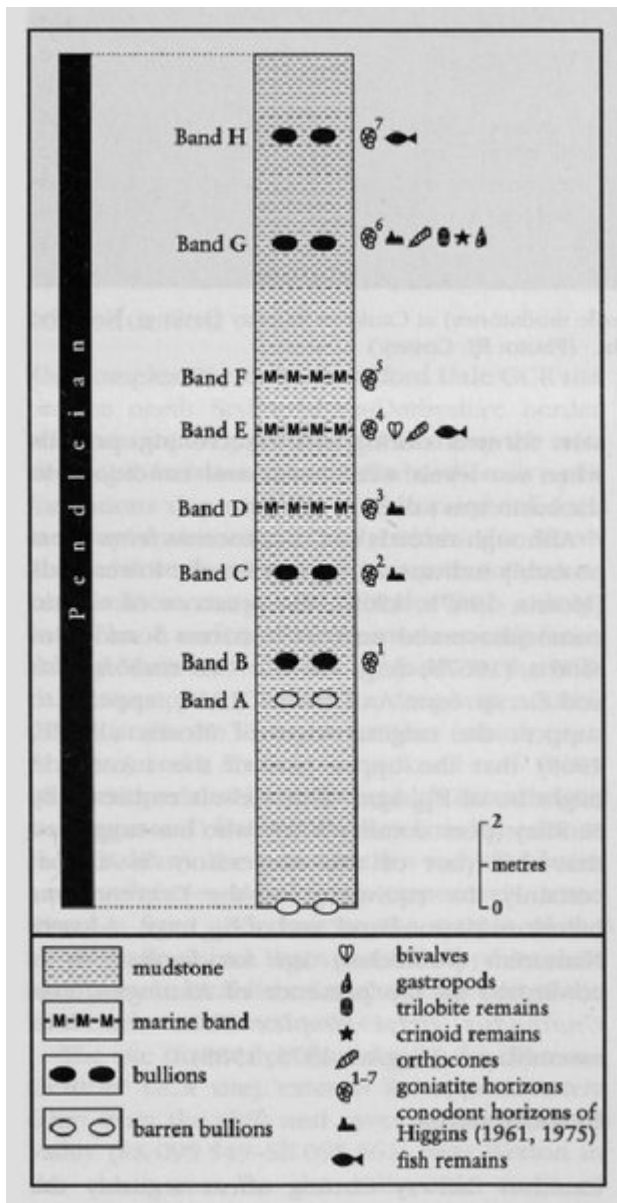 Band H 7
Band G 6
Band F 5
Band E
Band D 3
Band C 2
Band B 1
Band A
Pendleian
2
metres
0
mudstone
M-M-M-M marine band
bullions
barren bullions
bivalves
gastropods
trilobite remains
crinoid remains
orthocones
1–7 goniatite horizons
conodont horizons of
Higgins (1961, 1975)
fish remains